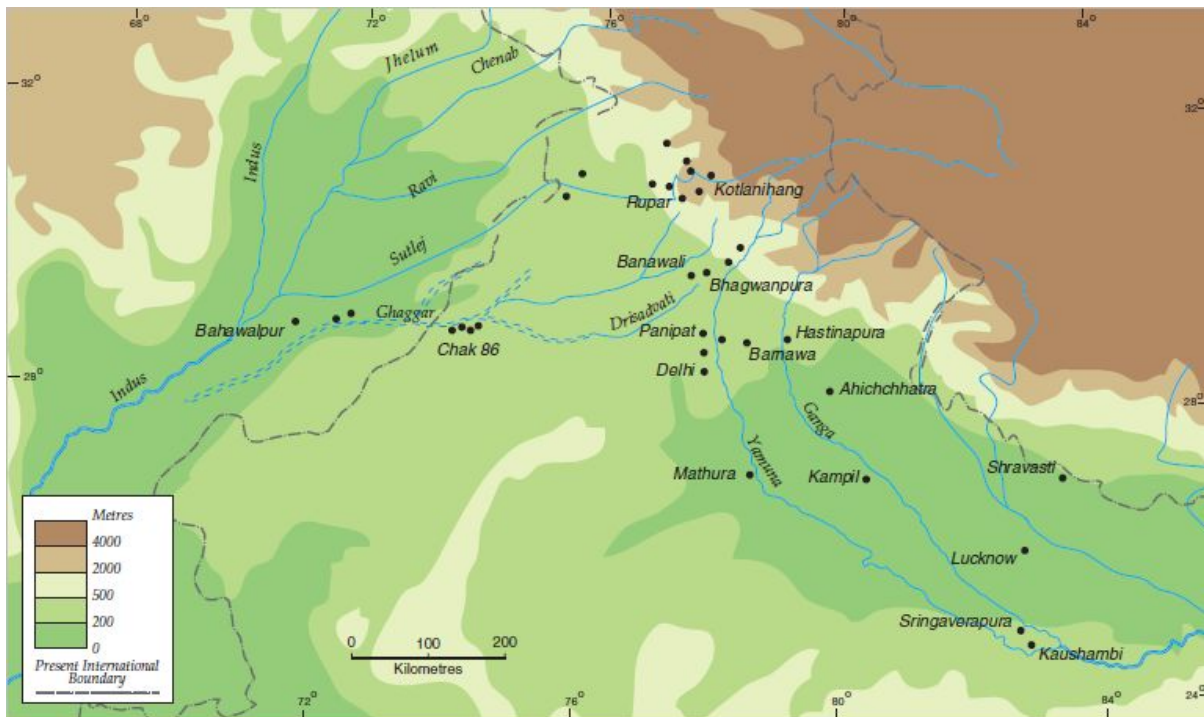 68°
72°
76°
80°
84°
32°
32°
Jhelum
Chenab
Indus
Ravi
Kotlanihang
Rupar
Sutlej
Banawali
Bhagwanpura
Ghaggar
Drisadvati
Bahawalpur
Panipat
Hastinapura
Chak 86
Barnawa
Delhi
28°
Indus
Ahichchhatra
28°
Ganga
Yamuna
Mathura
Kampil
Shravasti
Metres
4000
2000
500
200
0
Present International
Boundary
Lucknow
Sringaverapura
Kaushambi
0 100 200
Kilometres
72°
76°
80°
84°
24°